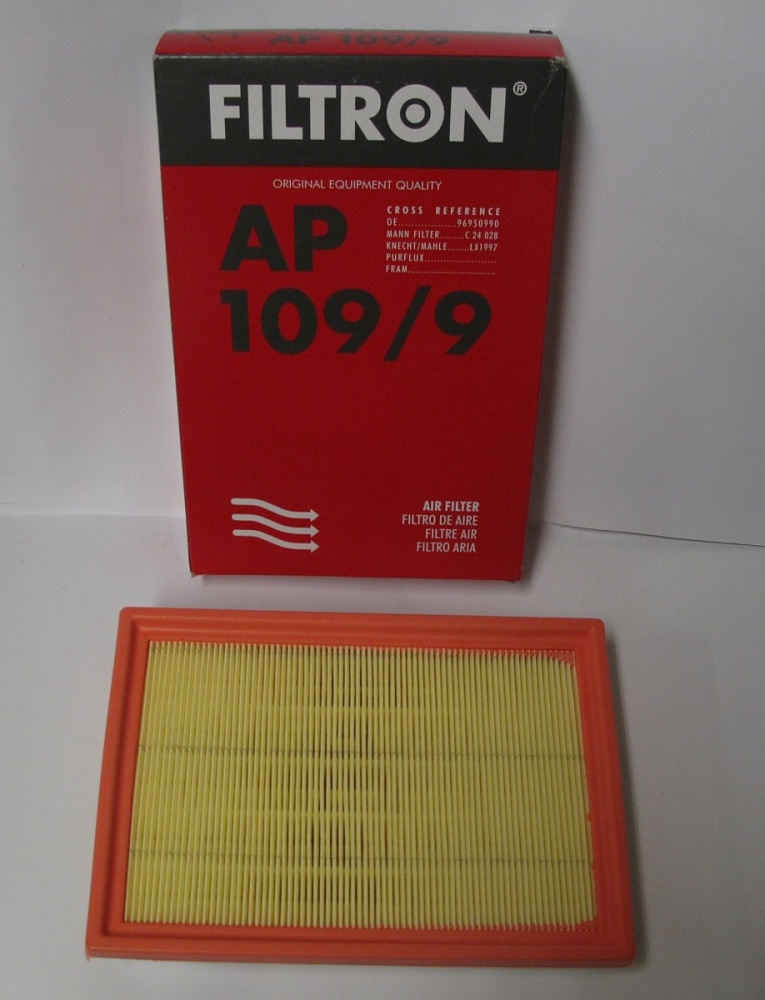 AP 109/9
FILTRON®
ORIGINAL EQUIPMENT QUALITY
AP
109/9
CROSS REFERENCE
OE.................96950990
MANN FILTER........C 24 028
KNECHT/MAHLE.......LX1997
PURFLUX......................
FRAM...........................
AIR FILTER
FILTRO DE AIRE
FILTRE AIR
FILTRO ARIA